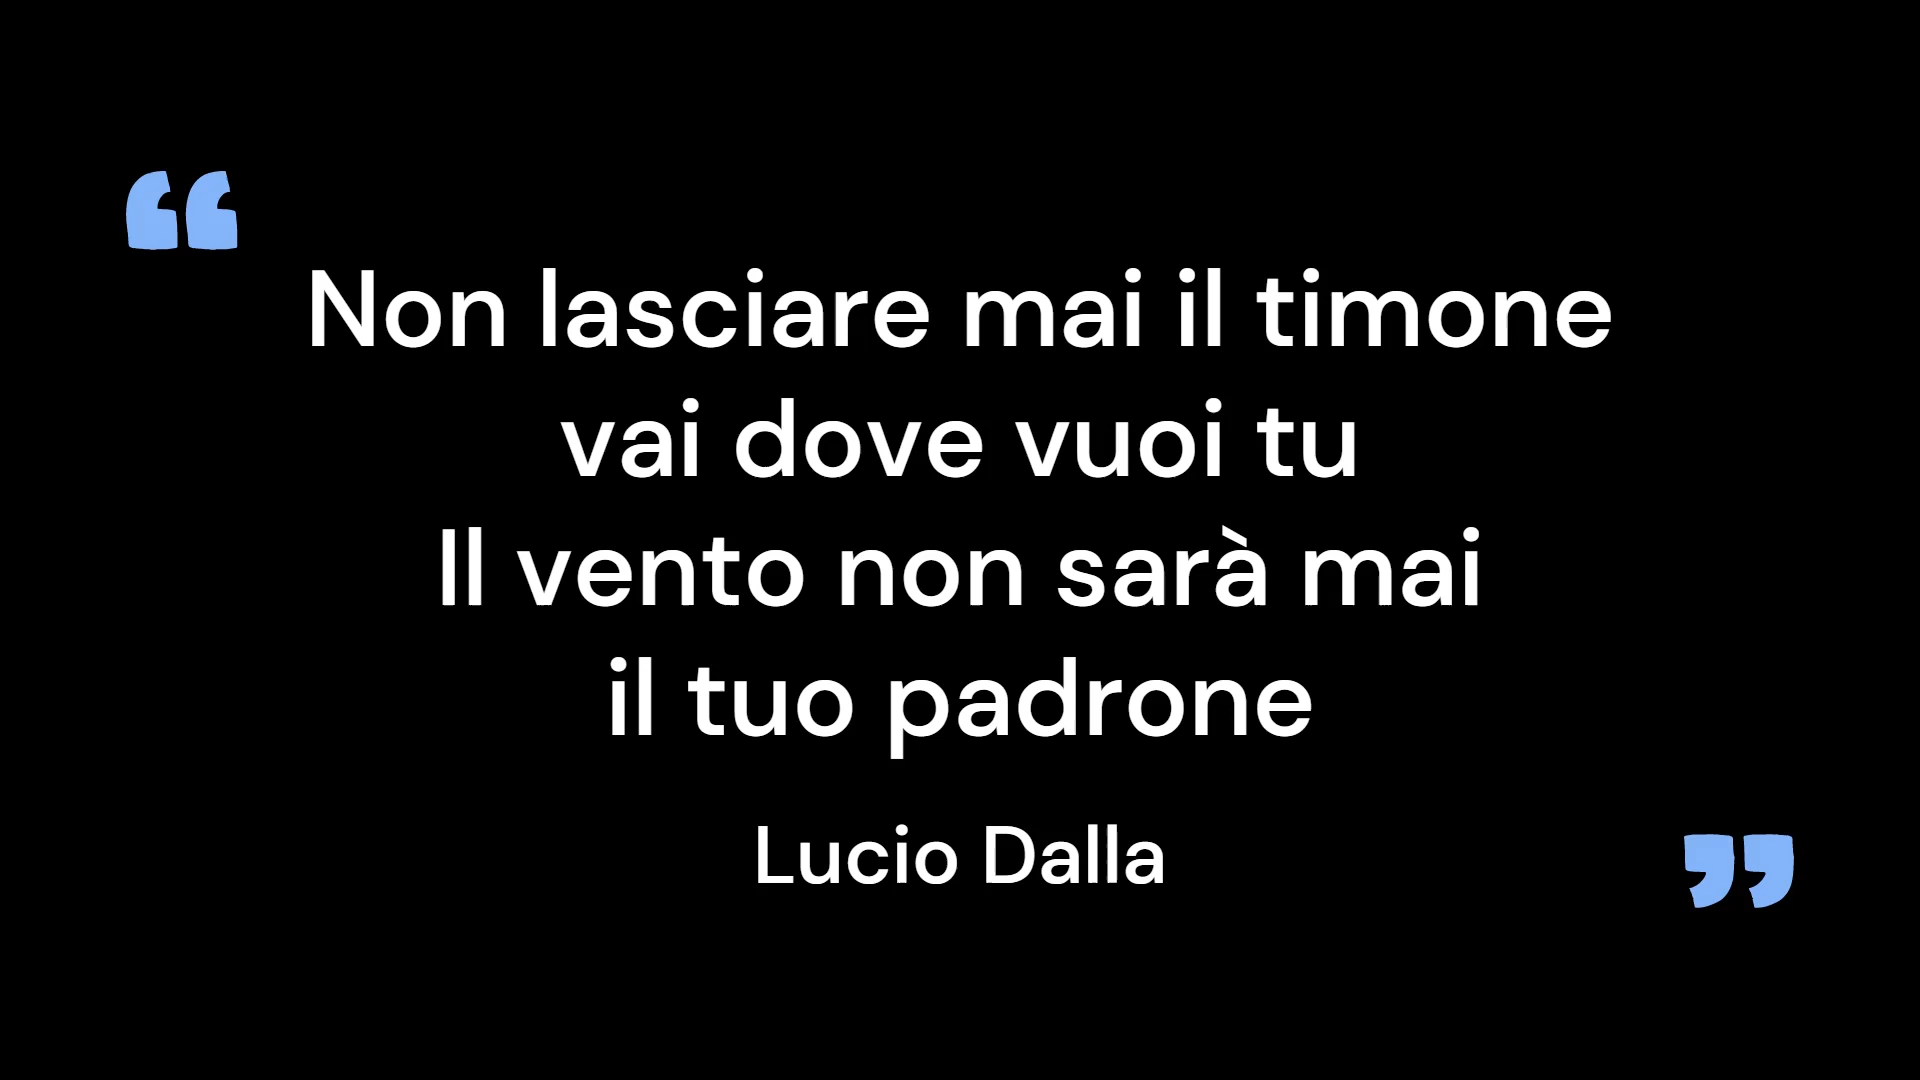 “
Non lasciare mai il timone
vai dove vuoi tu
Il vento non sarà mai
il tuo padrone
Lucio Dalla
”